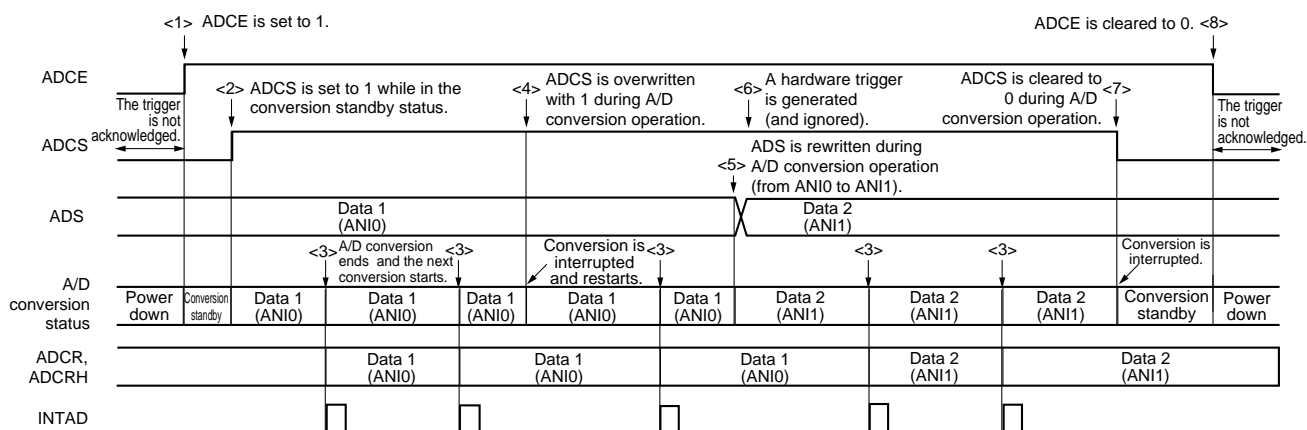 <1> ADCE is set to 1.
ADCE is cleared to 0. <8>
ADCE
The trigger
is not
acknowledged.
<2> ADCS is set to 1 while in the
conversion standby status.
<4> ADCS is overwritten
with 1 during A/D
conversion operation.
<6> A hardware trigger
is generated
(and ignored).
ADCS is cleared to <7>
0 during A/D
conversion operation.
The trigger
is not
acknowledged.
ADCS
<5> ADS is rewritten during
A/D conversion operation
(from ANI0 to ANI1).
ADS
Data 1
(ANI0)
Data 2
(ANI1)
<3> A/D conversion
ends and the next
conversion starts.
<3>
Conversion is
interrupted
and restarts.
<3>
<3>
<3>
Conversion is
interrupted.
A/D
conversion
status
Power
down
Conversion
standby
Data 1
(ANI0)
Data 1
(ANI0)
Data 1
(ANI0)
Data 1
(ANI0)
Data 1
(ANI0)
Data 2
(ANI1)
Data 2
(ANI1)
Data 2
(ANI1)
Conversion
standby
Power
down
ADCR,
ADCRH
Data 1
(ANI0)
Data 1
(ANI0)
Data 1
(ANI0)
Data 2
(ANI1)
Data 2
(ANI1)
INTAD